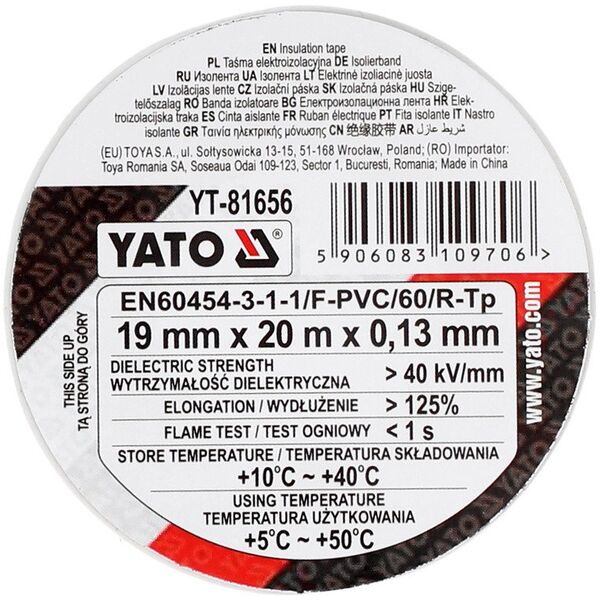 EN Insulation tape
PL Taśma elektroizolacyjna DE Isolierband
RU Изолента UA Ізолента LT Elektrinė izoliacinė juosta
LV Izolācijas lente CZ Izolační páska SK Izolačná páska HU Szige-
telőszalag RO Banda izolatoare BG Електроизолационна лента HR Elek-
troizolacijska traka ES Cinta aislante FR Ruban électrique PT Fita isolante IT Nastro
isolante GR Ταινία ηλεκτρικής μόνωσης CN 绝缘胶带 AR شريط عازل
(EU) TOYA S.A., ul. Sołtysowicka 13-15, 51-168 Wrocław, Poland; (RO) Importator:
Toya Romania SA, Soseaua Odai 109-123, Sector 1, Bucuresti, Romania; Made in China
YT-81656
YATO ®
5 906083 109706 >
EN60454-3-1-1/F-PVC/60/R-Tp
19 mm x 20 m x 0,13 mm
DIELECTRIC STRENGTH
WYTRZYMAŁOŚĆ DIELEKTRYCZNA > 40 kV/mm
ELONGATION / WYDŁUŻENIE > 125%
FLAME TEST / TEST OGNIOWY < 1 s
STORE TEMPERATURE / TEMPERATURA SKŁADOWANIA
+10°C ~ +40°C
USING TEMPERATURE
TEMPERATURA UŻYTKOWANIA
+5°C ~ +50°C
THIS SIDE UP
TĄ STRONĄ DO GÓRY
www.yato.com